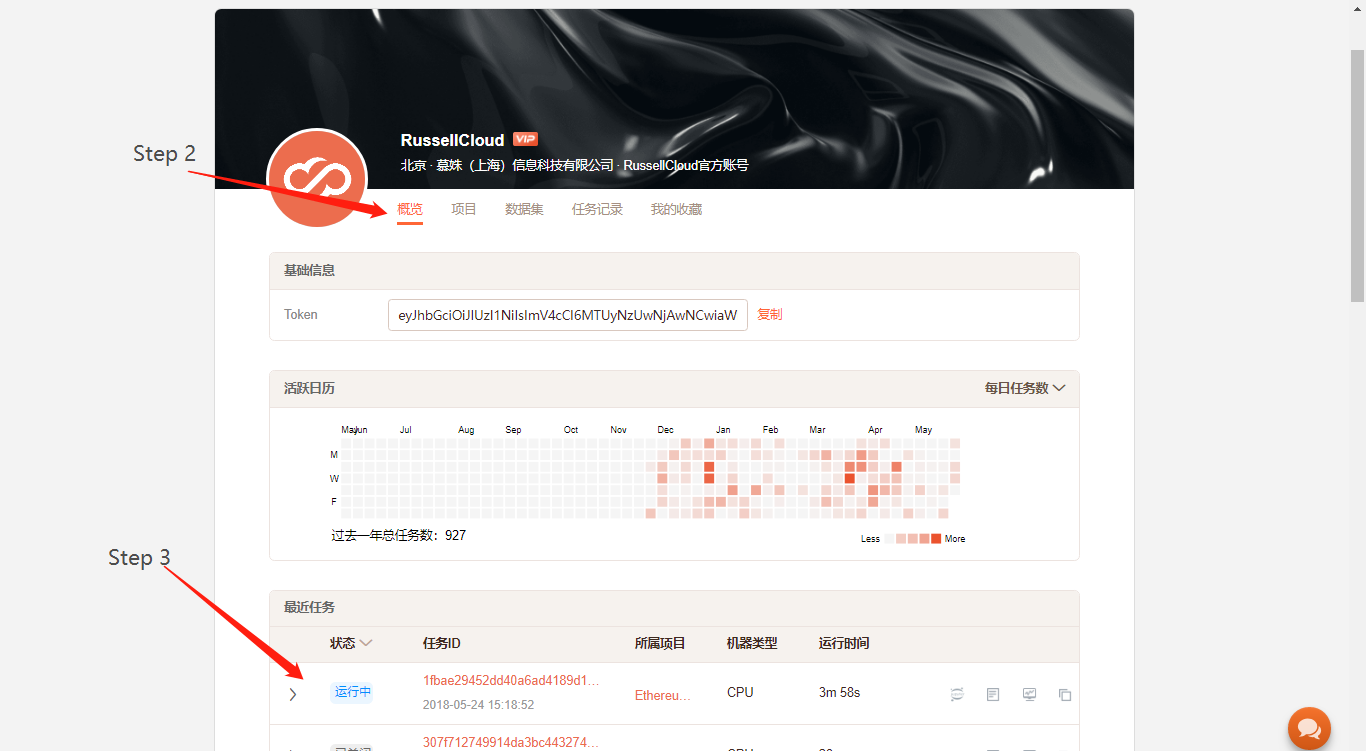 RussellCloud VIP
Step 2
北京 · 慕姝（上海）信息科技有限公司 · RussellCloud官方账号
概览 项目 数据集 任务记录 我的收藏
基础信息
Token eyJhbGciOiJIUzI1NiIsImV4cCI6MTUyNzUwNjAwNCwiaW 复制
活跃日历 每日任务数
Jul Aug Sep Oct Nov Dec Jan Feb Mar Apr May
M
W
F
过去一年总任务数：927
Less More
Step 3
最近任务
状态 任务ID 所属项目 机器类型 运行时间
运行中 1fbae29452dd40a6ad4189d1... Ethereu... CPU 3m 58s
2018-05-24 15:18:52
307f712749914da3bc443274...